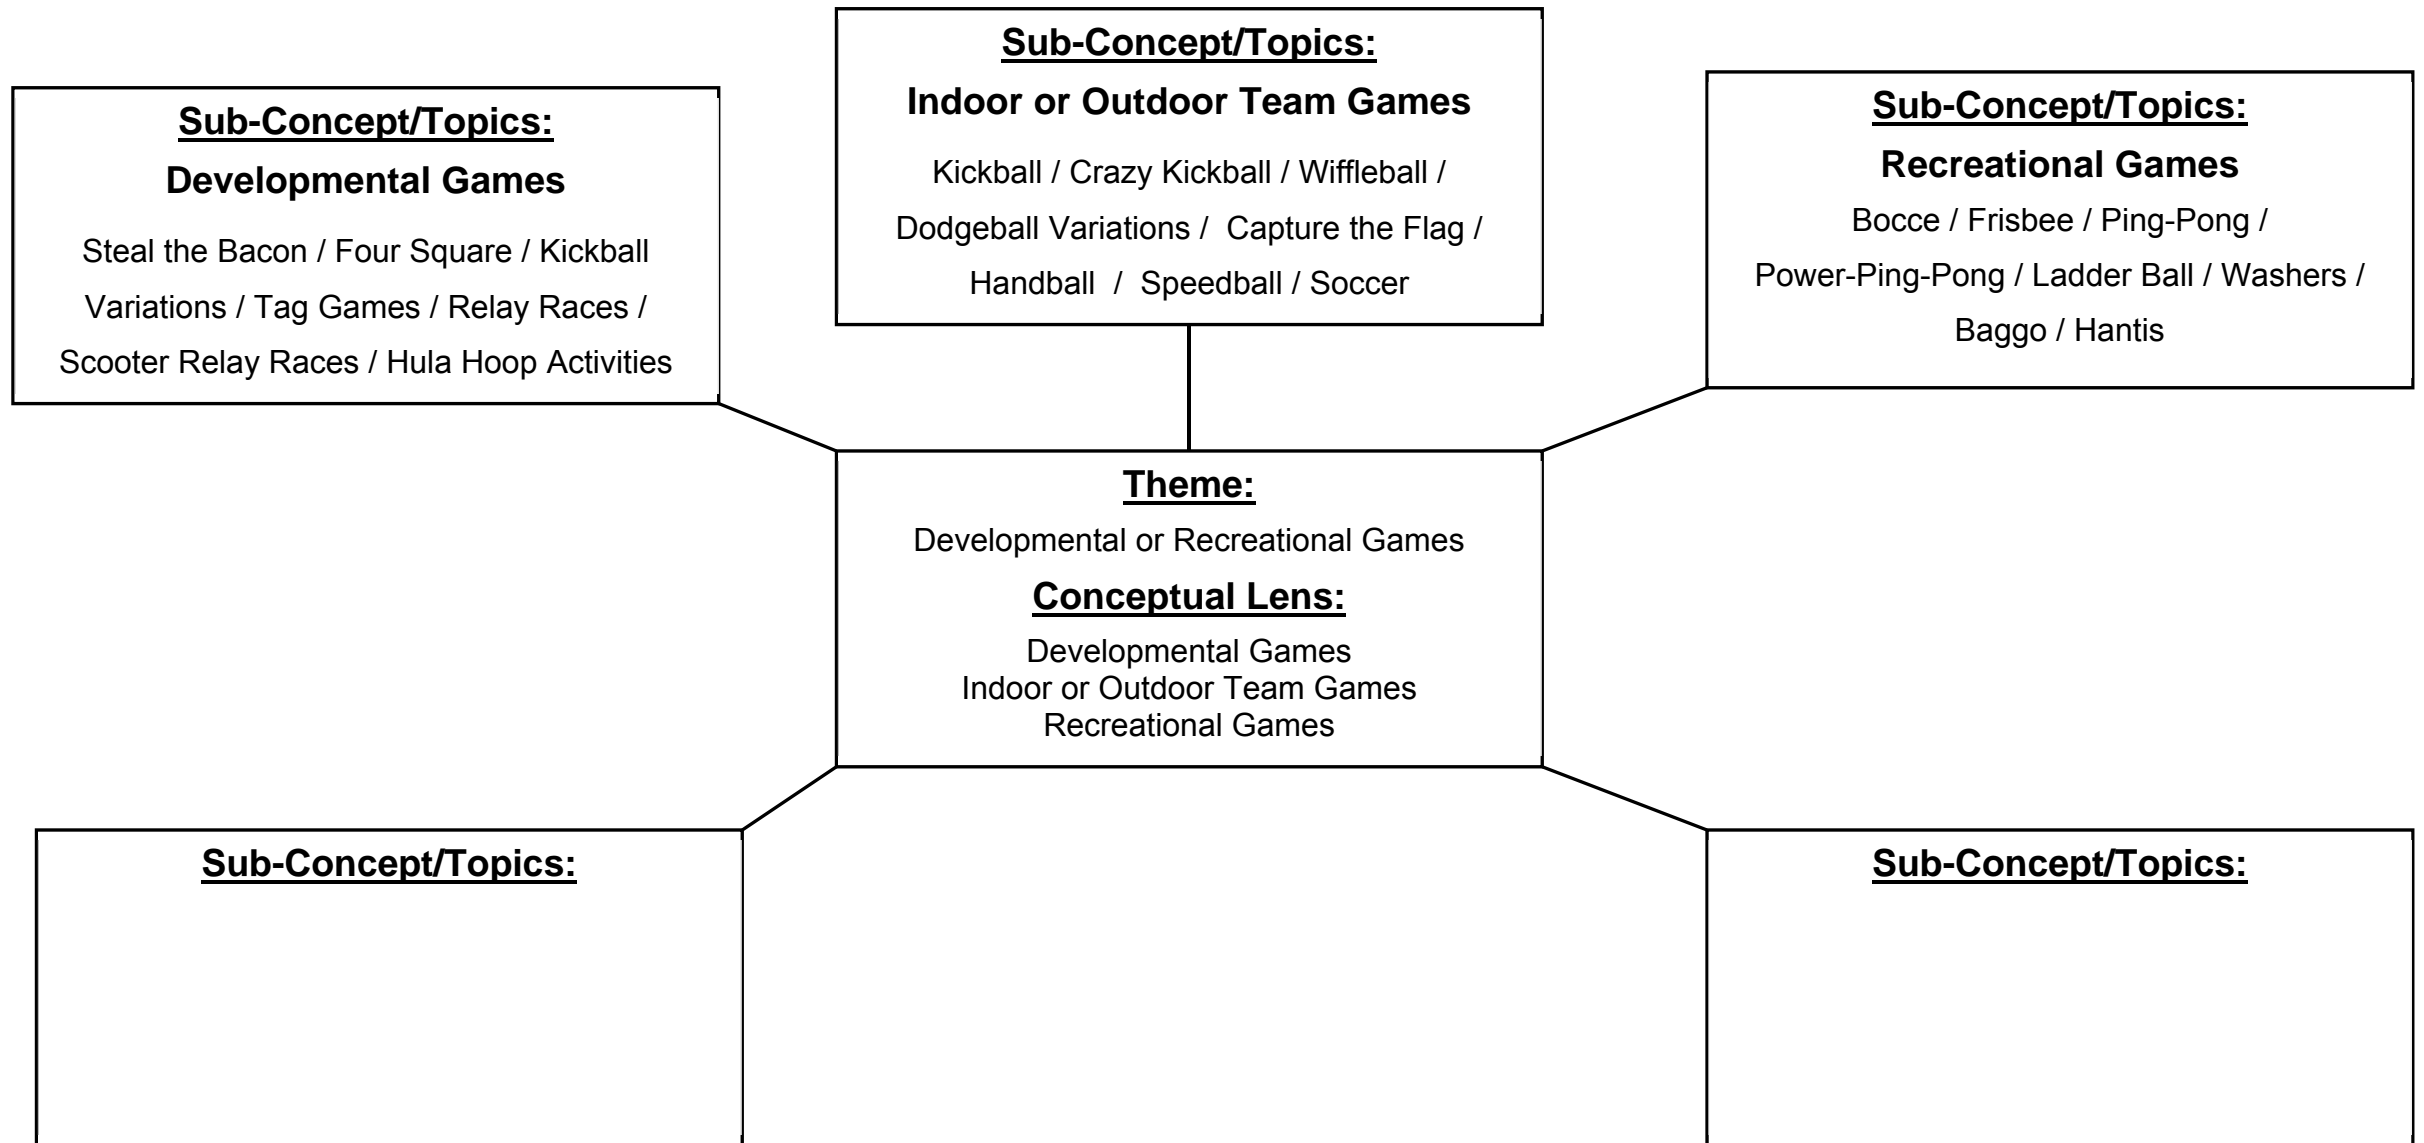 Sub-Concept/Topics:
Developmental Games
Steal the Bacon / Four Square / Kickball
Variations / Tag Games / Relay Races /
Scooter Relay Races / Hula Hoop Activities
Sub-Concept/Topics:
Indoor or Outdoor Team Games
Kickball / Crazy Kickball / Wiffleball /
Dodgeball Variations /  Capture the Flag /
Handball  /  Speedball / Soccer
Sub-Concept/Topics:
Recreational Games
Bocce / Frisbee / Ping-Pong /
Power-Ping-Pong / Ladder Ball / Washers /
Baggo / Hantis
Theme:
Developmental or Recreational Games
Conceptual Lens:
Developmental Games
Indoor or Outdoor Team Games
Recreational Games
Sub-Concept/Topics:
Sub-Concept/Topics: